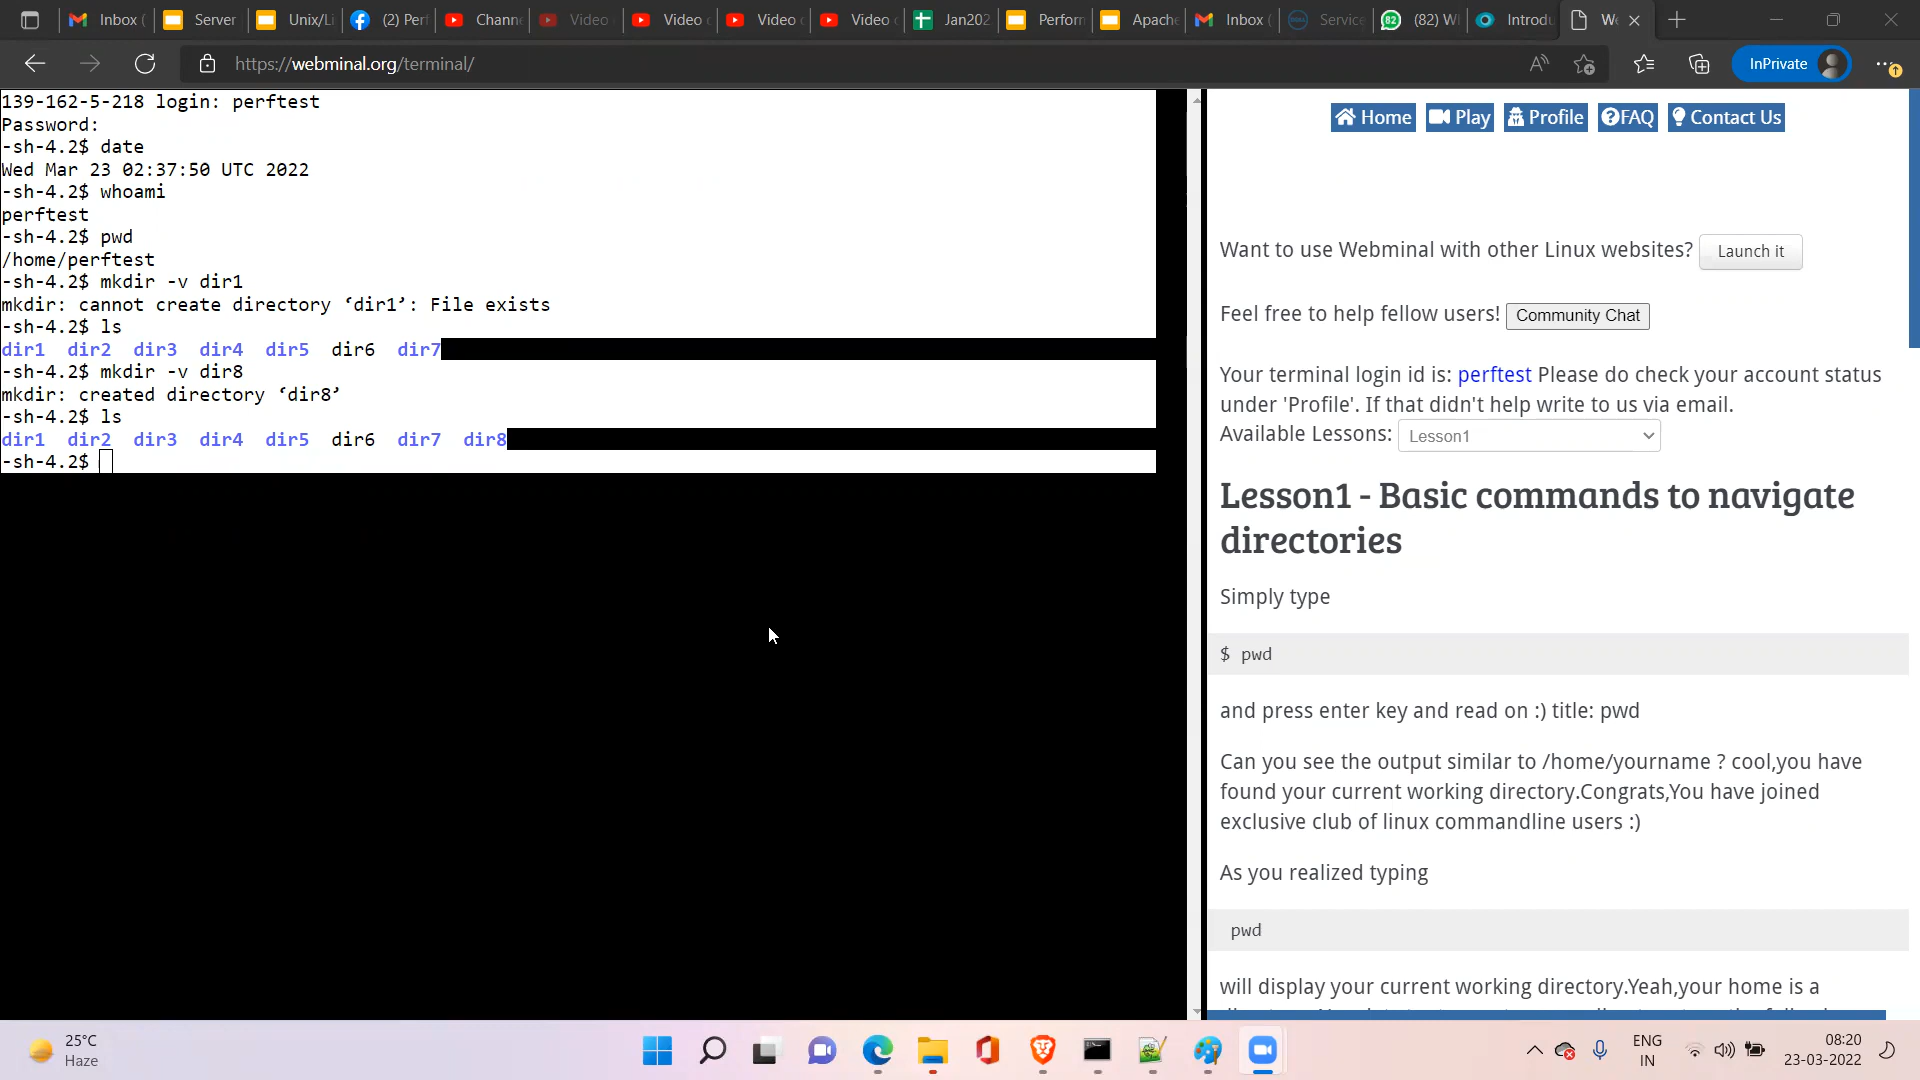 Inbox (
Server
Unix/Li
(2) Per
Chann
Video
Video
Video
Video
Jan202
Perform
Apache
Inbox (
Service
(82) W
Introdu
We
https://webminal.org/terminal/
InPrivate
139-162-5-218 login: perftest
Password:
-sh-4.2$ date
Wed Mar 23 02:37:50 UTC 2022
-sh-4.2$ whoami
perftest
-sh-4.2$ pwd
/home/perftest
-sh-4.2$ mkdir -v dir1
mkdir: cannot create directory ‘dir1’: File exists
-sh-4.2$ ls
dir1 dir2 dir3 dir4 dir5 dir6 dir7
-sh-4.2$ mkdir -v dir8
mkdir: created directory ‘dir8’
-sh-4.2$ ls
dir1 dir2 dir3 dir4 dir5 dir6 dir7 dir8
-sh-4.2$
Home Play Profile FAQ Contact Us
Want to use Webminal with other Linux websites? Launch it
Feel free to help fellow users! Community Chat
Your terminal login id is: perftest Please do check your account status
under 'Profile'. If that didn't help write to us via email.
Available Lessons: Lesson1
Lesson1 - Basic commands to navigate
directories
Simply type
$ pwd
and press enter key and read on :) title: pwd
Can you see the output similar to /home/yourname ? cool,you have
found your current working directory.Congrats,You have joined
exclusive club of linux commandline users :)
As you realized typing
pwd
will display your current working directory.Yeah,your home is a
25°C
Haze
ENG
IN
08:20
23-03-2022